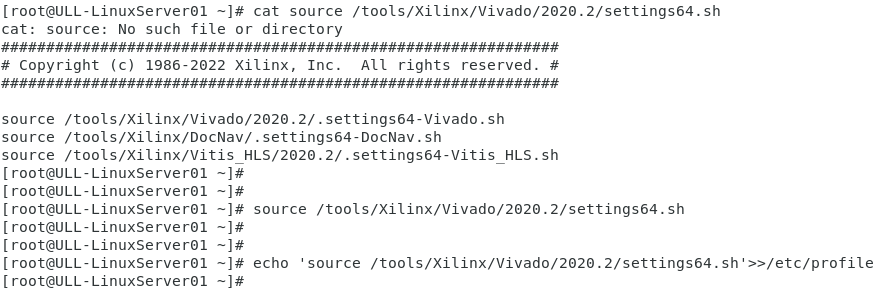 [root@ULL-LinuxServer01 ~]# cat source /tools/Xilinx/Vivado/2020.2/settings64.sh
cat: source: No such file or directory
##############################################################
# Copyright (c) 1986-2022 Xilinx, Inc.  All rights reserved. #
##############################################################

source /tools/Xilinx/Vivado/2020.2/.settings64-Vivado.sh
source /tools/Xilinx/DocNav/.settings64-DocNav.sh
source /tools/Xilinx/Vitis_HLS/2020.2/.settings64-Vitis_HLS.sh
[root@ULL-LinuxServer01 ~]#
[root@ULL-LinuxServer01 ~]#
[root@ULL-LinuxServer01 ~]# source /tools/Xilinx/Vivado/2020.2/settings64.sh
[root@ULL-LinuxServer01 ~]#
[root@ULL-LinuxServer01 ~]#
[root@ULL-LinuxServer01 ~]# echo 'source /tools/Xilinx/Vivado/2020.2/settings64.sh'>>/etc/profile
[root@ULL-LinuxServer01 ~]#